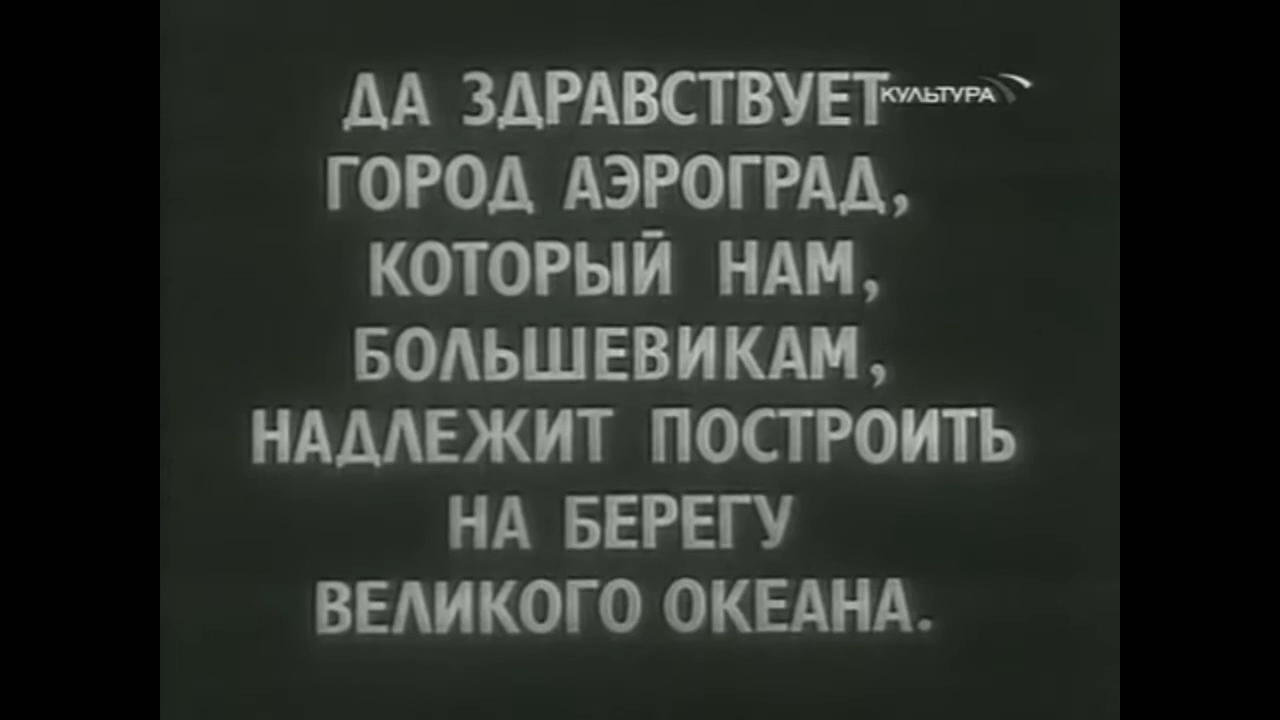 ДА ЗДРАВСТВУЕТ
КУЛЬТУРА
ГОРОД АЭРОГРАД,
КОТОРЫЙ НАМ,
БОЛЬШЕВИКАМ,
НАДЛЕЖИТ ПОСТРОИТЬ
НА БЕРЕГУ
ВЕЛИКОГО ОКЕАНА.